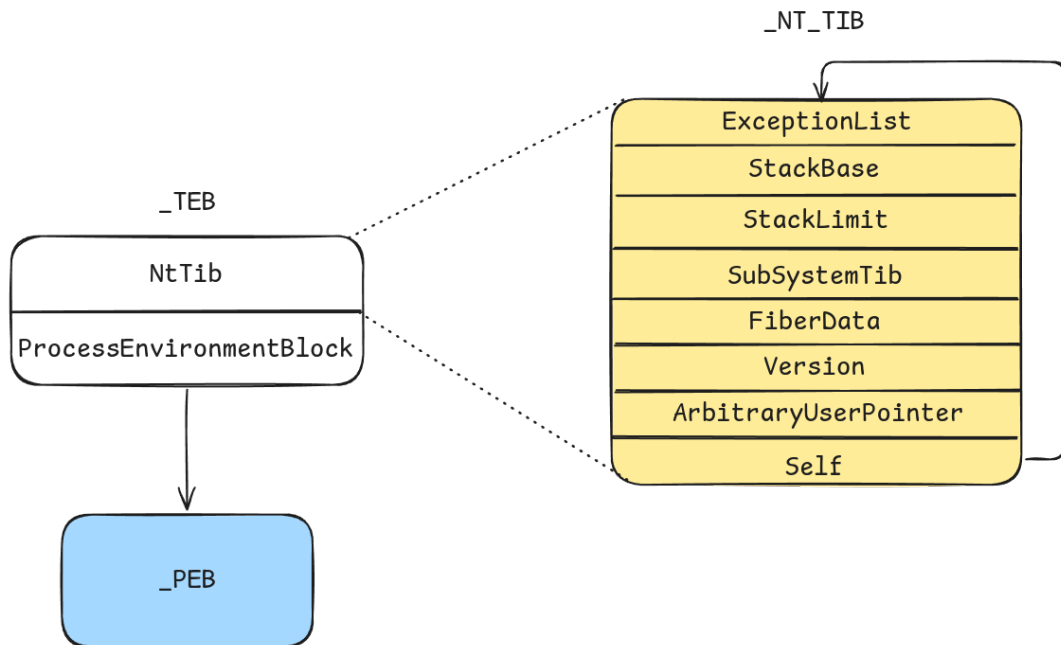 _NT_TIB
ExceptionList
StackBase
StackLimit
SubSystemTib
FiberData
Version
ArbitraryUserPointer
Self
_TEB
NtTib
ProcessEnvironmentBlock
_PEB